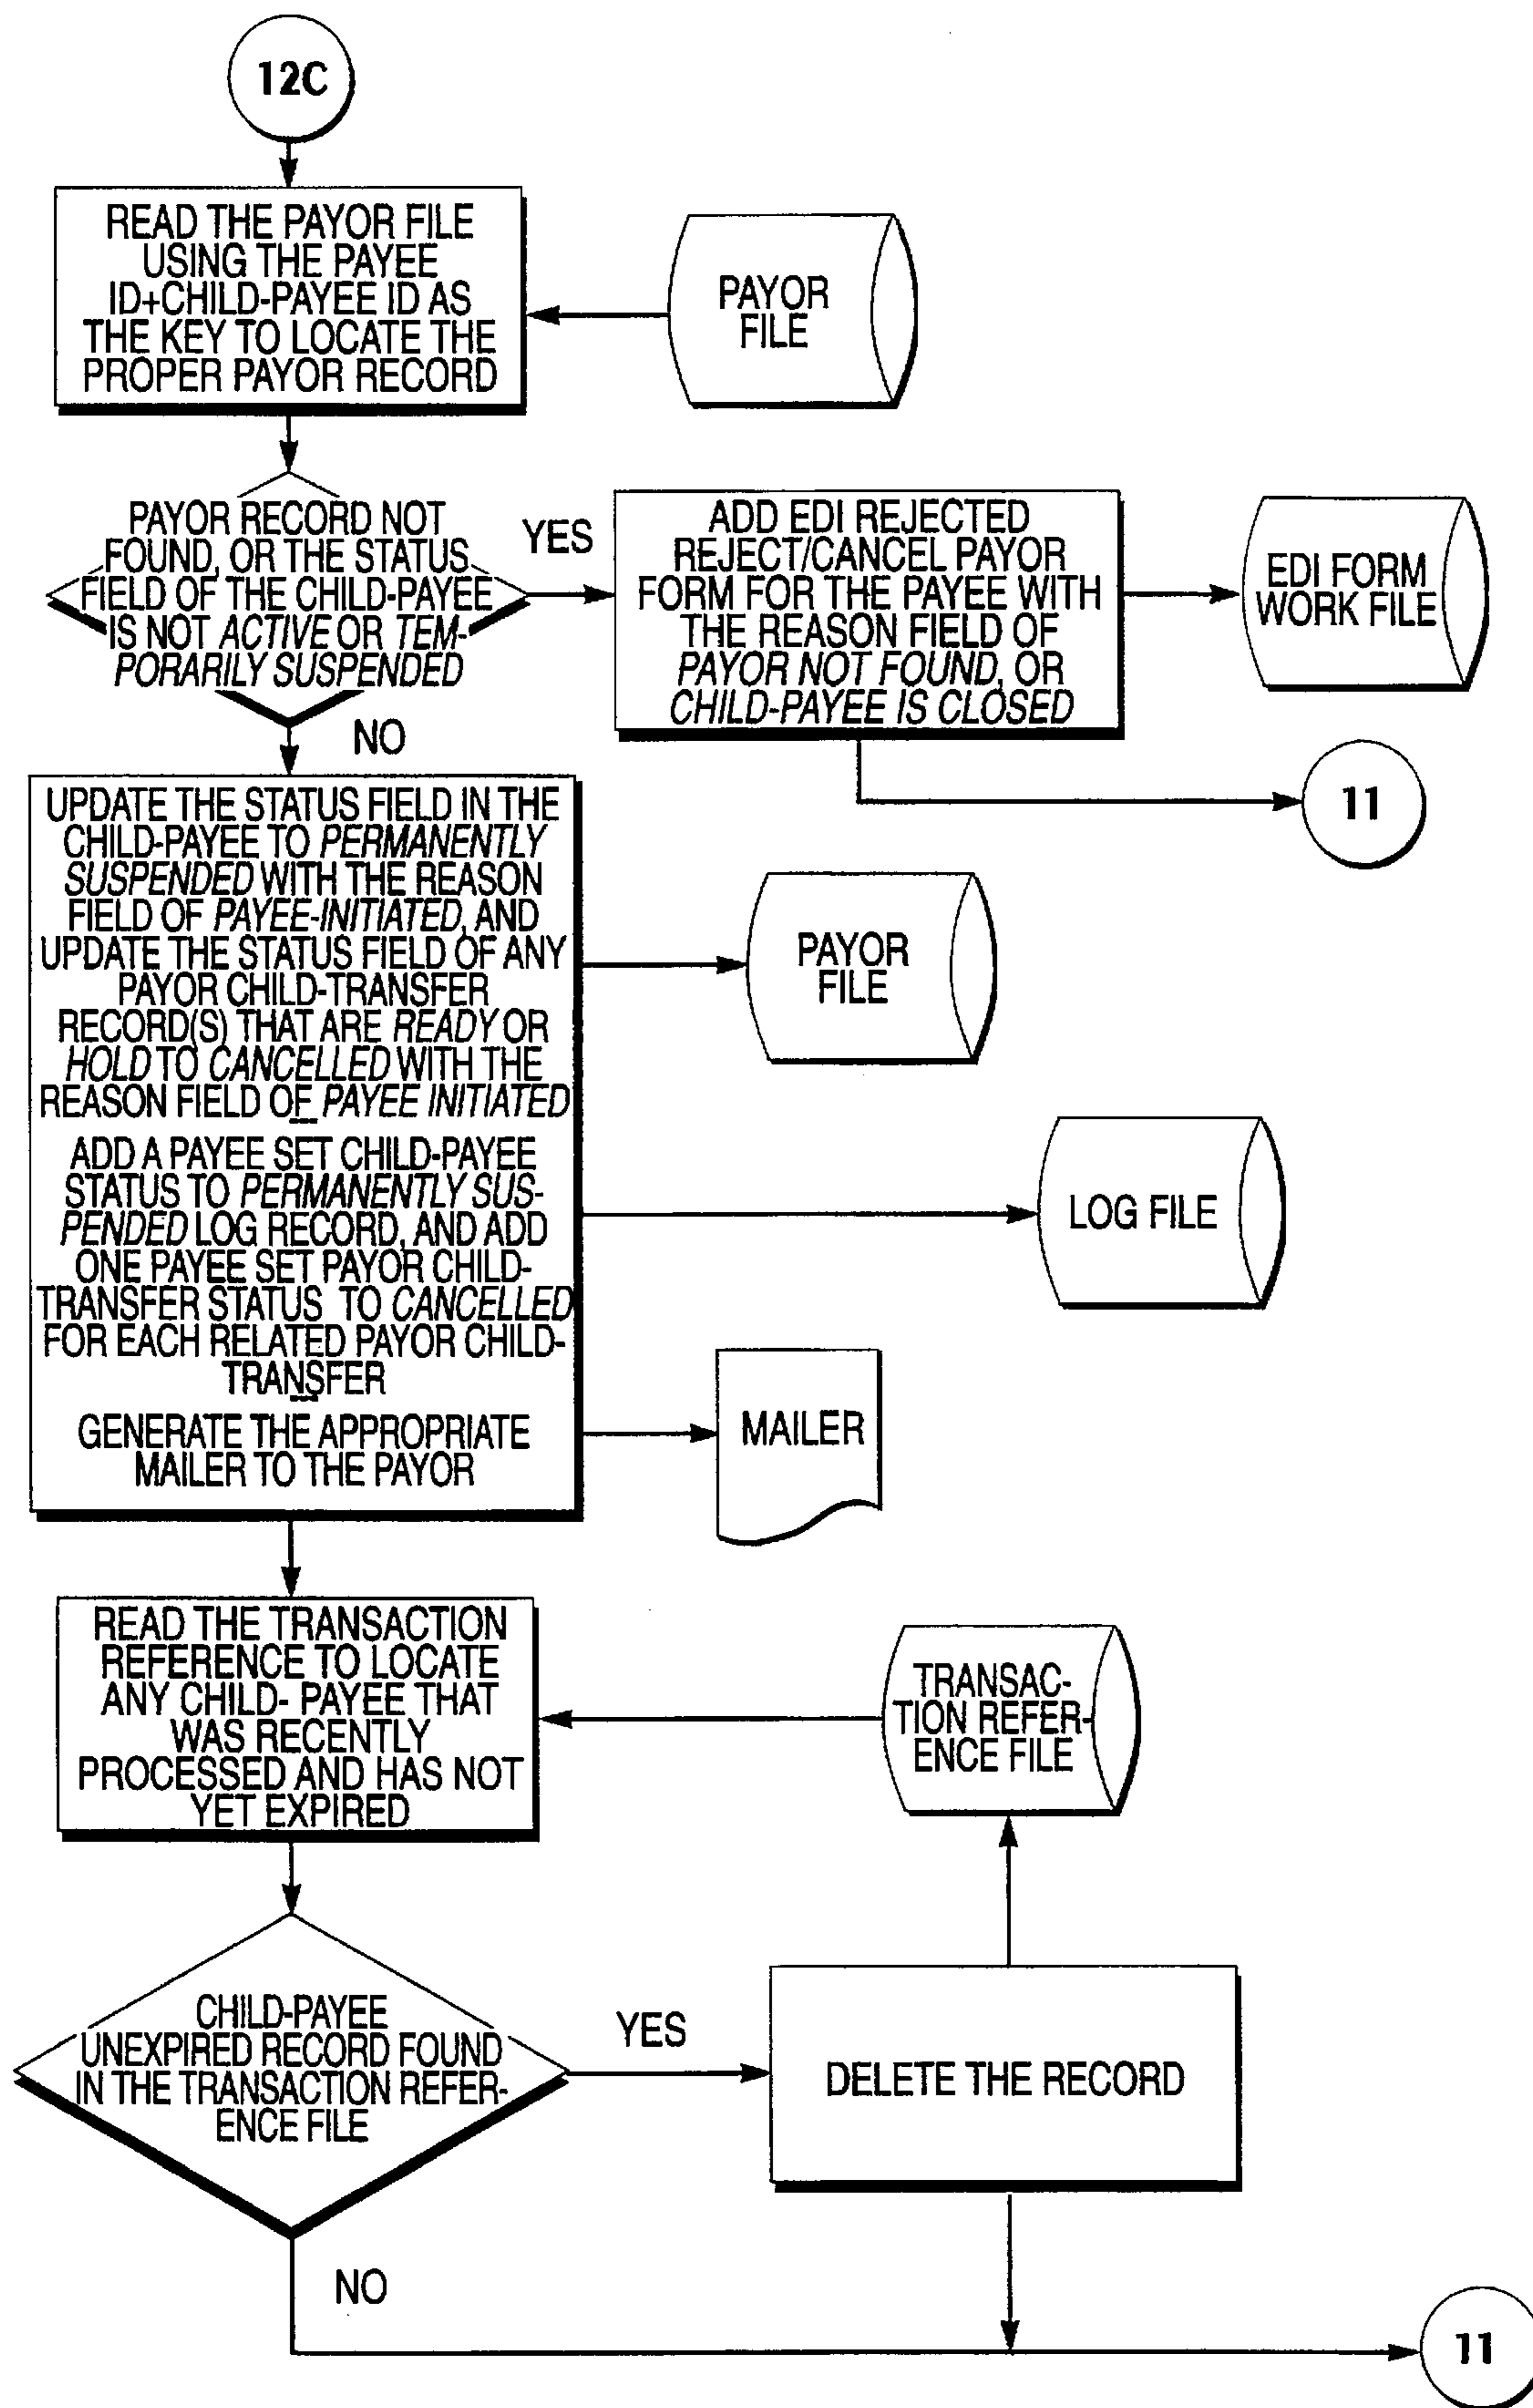 12C
READ THE PAYOR FILE
USING THE PAYEE
ID+CHILD-PAYEE ID AS
THE KEY TO LOCATE THE
PROPER PAYOR RECORD
PAYOR
FILE
PAYOR RECORD NOT
FOUND, OR THE STATUS
FIELD OF THE CHILD-PAYEE
IS NOT ACTIVE OR TEM-
PORARILY SUSPENDED
YES
ADD EDI REJECTED
REJECT/CANCEL PAYOR
FORM FOR THE PAYEE WITH
THE REASON FIELD OF
PAYOR NOT FOUND, OR
CHILD-PAYEE IS CLOSED
EDI FORM
WORK FILE
NO
11
UPDATE THE STATUS FIELD IN THE
CHILD-PAYEE TO PERMANENTLY
SUSPENDED WITH THE REASON
FIELD OF PAYEE-INITIATED, AND
UPDATE THE STATUS FIELD OF ANY
PAYOR CHILD-TRANSFER
RECORD(S) THAT ARE READY OR
HOLD TO CANCELLED WITH THE
REASON FIELD OF PAYEE INITIATED
PAYOR
FILE
ADD A PAYEE SET CHILD-PAYEE
STATUS TO PERMANENTLY SUS-
PENDED LOG RECORD, AND ADD
ONE PAYEE SET PAYOR CHILD-
TRANSFER STATUS TO CANCELLED
FOR EACH RELATED PAYOR CHILD-
TRANSFER
LOG FILE
GENERATE THE APPROPRIATE
MAILER TO THE PAYOR
MAILER
READ THE TRANSACTION
REFERENCE TO LOCATE
ANY CHILD- PAYEE THAT
WAS RECENTLY
PROCESSED AND HAS NOT
YET EXPIRED
TRANSAC-
TION REFER-
ENCE FILE
CHILD-PAYEE
UNEXPIRED RECORD FOUND
IN THE TRANSACTION REFER-
ENCE FILE
YES
DELETE THE RECORD
NO
11